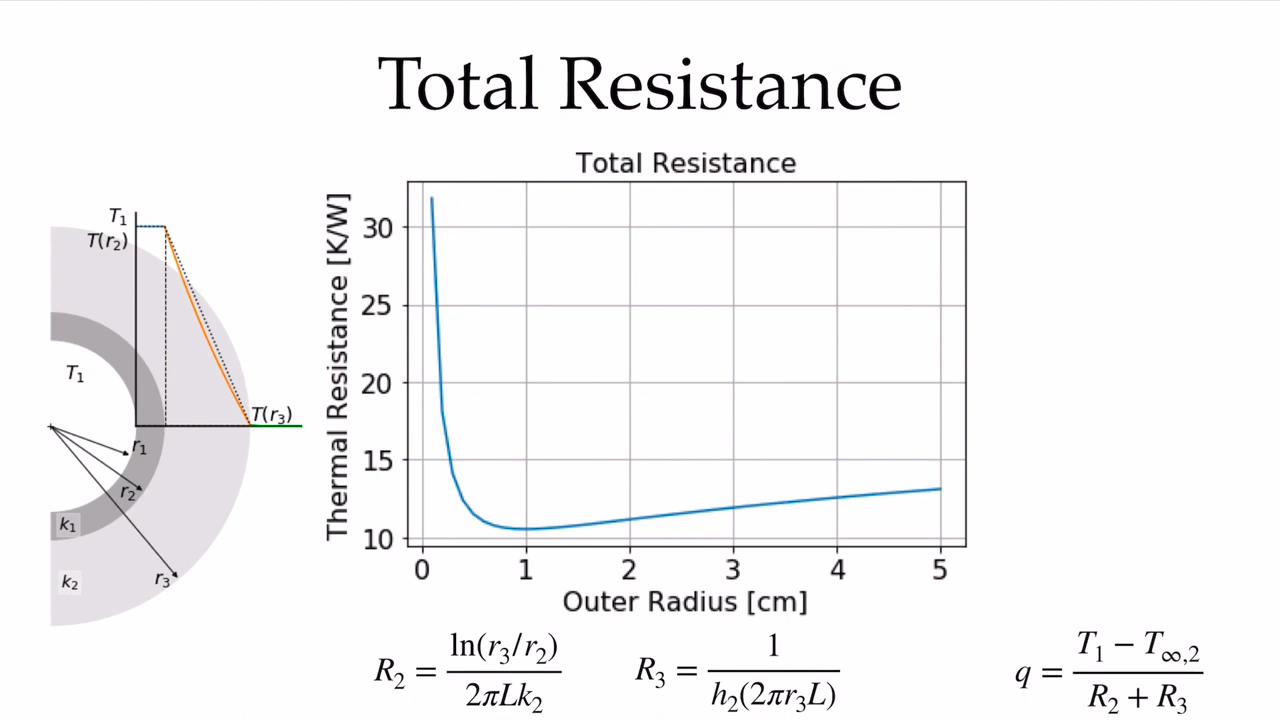 Total Resistance
Total Resistance
Thermal Resistance [K/W]
30
25
20
15
10
0 1 2 3 4 5
Outer Radius [cm]
T₁
T(r₂)
T₁
T(r₃)
r₁
r₂
k₁
r₃
k₂
R₂ = ln(r₃/r₂) / 2πLk₂
R₃ = 1 / h₂(2πr₃L)
q = T₁ − T∞,₂ / R₂ + R₃